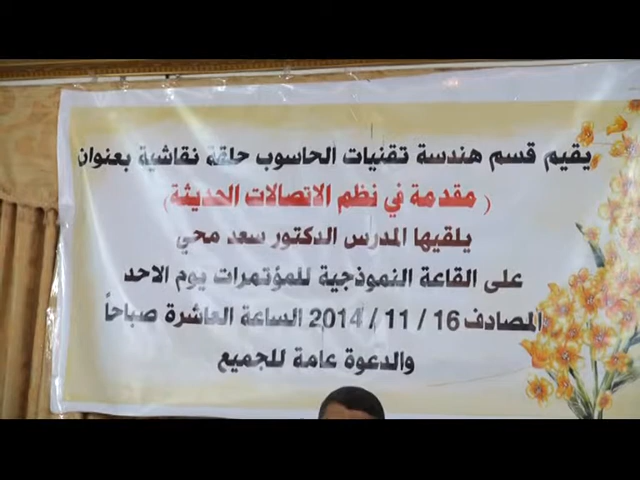 يقيم قسم هندسة تقنيات الحاسوب حلقة نقاشية بعنوان
( مقدمة في نظم الاتصالات الحديثة)
يلقيها المدرس الدكتور سعد محي
على القاعة النموذجية للمؤتمرات يوم الاحد
المصادف 16 / 11 / 2014 الساعة العاشرة صباحاً
والدعوة عامة للجميع